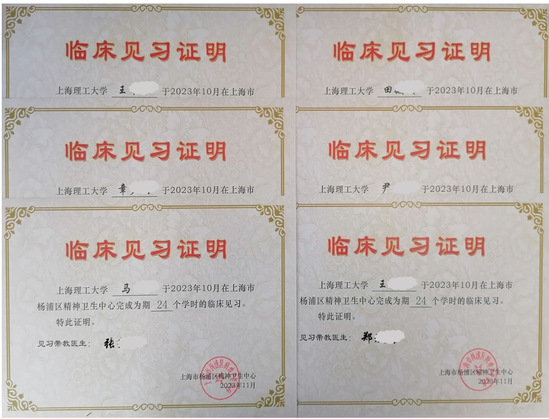 临床见习证明
上海理工大学 王 于2023年10月在上海市
临床见习证明
上海理工大学 田 于2023年10月在上海市
临床见习证明
上海理工大学 章 于2023年10月在上海市
临床见习证明
上海理工大学 尹 于2023年10月在上海市
临床见习证明
上海理工大学 马 于2023年10月在上海市
杨浦区精神卫生中心完成为期 24 个学时的临床见习。
特此证明。
见习带教医生: 张
上海市杨浦区精神卫生中心
2023年11月
临床见习证明
上海理工大学 王 于2023年10月在上海市
杨浦区精神卫生中心完成为期 24 个学时的临床见习。
特此证明。
见习带教医生: 郑
上海市杨浦区精神卫生中心
2023年11月